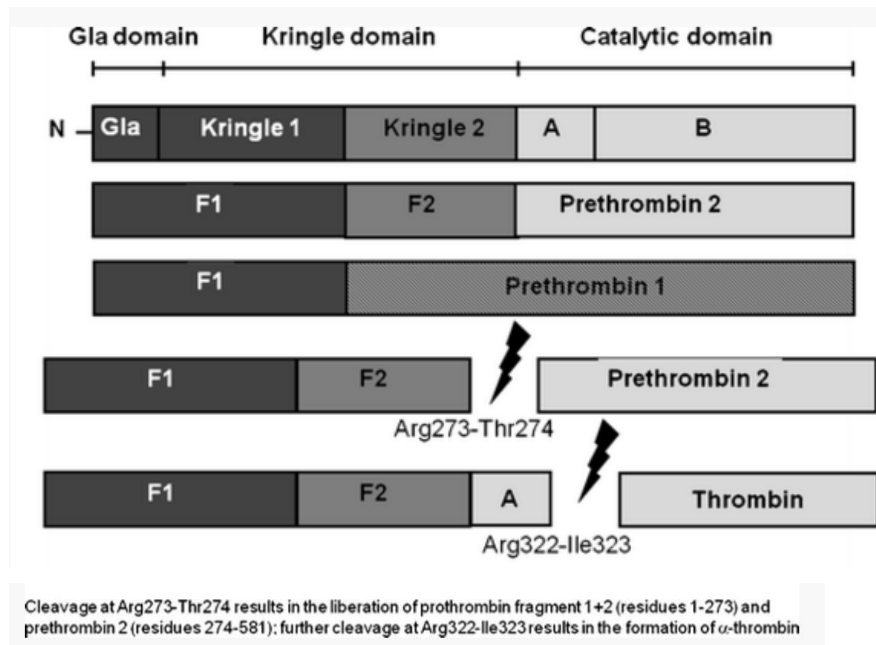 Gla domain Kringle domain Catalytic domain
N Gla Kringle 1 Kringle 2 A B
F1 F2 Prethrombin 2
F1 Prethrombin 1
F1 F2 Prethrombin 2
Arg273-Thr274
F1 F2 A Thrombin
Arg322-Ile323
Cleavage at Arg273-Thr274 results in the liberation of prothrombin fragment 1+2 (residues 1-273) and
prethrombin 2 (residues 274-581); further cleavage at Arg322-Ile323 results in the formation of α-thrombin